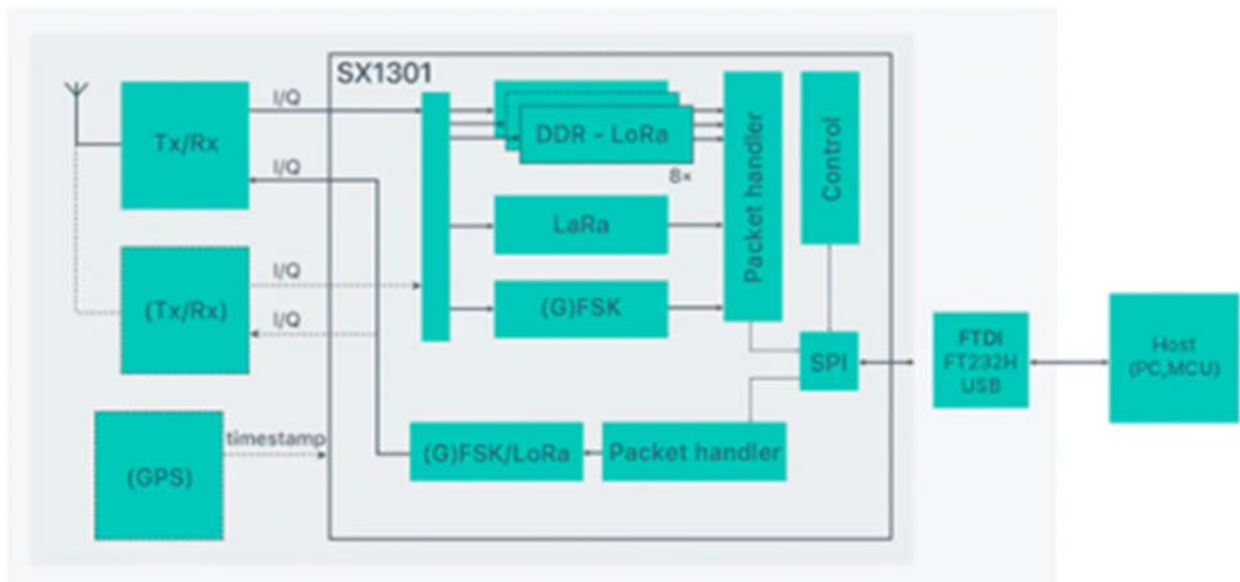 SX1301
Tx/Rx
I/Q
I/Q
DDR - LoRa
8×
LaRa
(G)FSK
Packet handler
Control
(Tx/Rx)
I/Q
I/Q
SPI
FTDI
FT232H
USB
Host
(PC,MCU)
(GPS)
timestamp
(G)FSK/LoRa
Packet handler